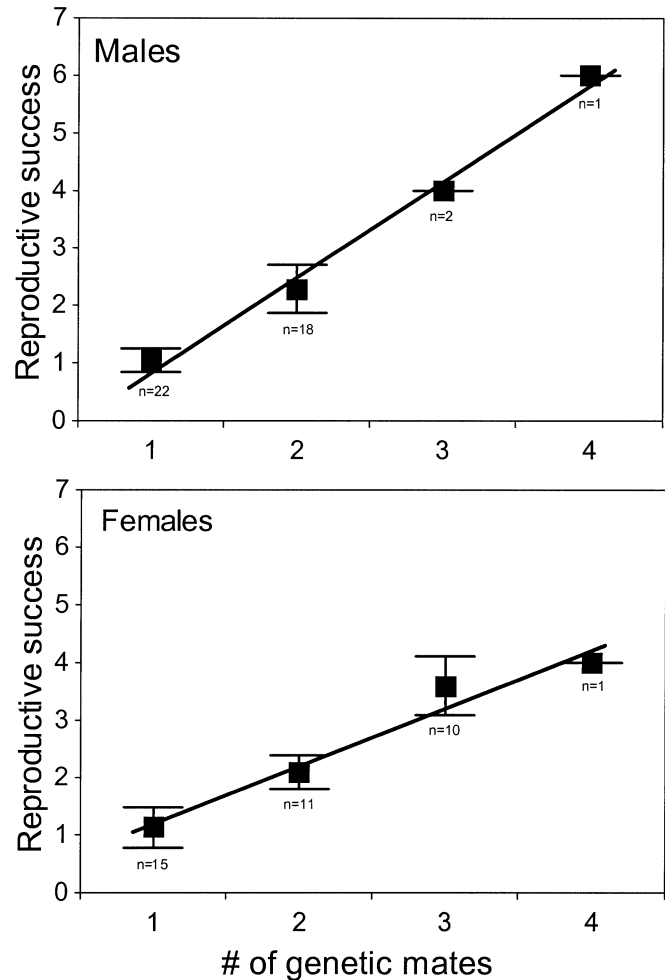 Males
Reproductive success
7
6
5
4
3
2
1
0
n=22
n=18
n=2
n=1
1 2 3 4
Females
Reproductive success
7
6
5
4
3
2
1
0
n=15
n=11
n=10
n=1
1 2 3 4
# of genetic mates